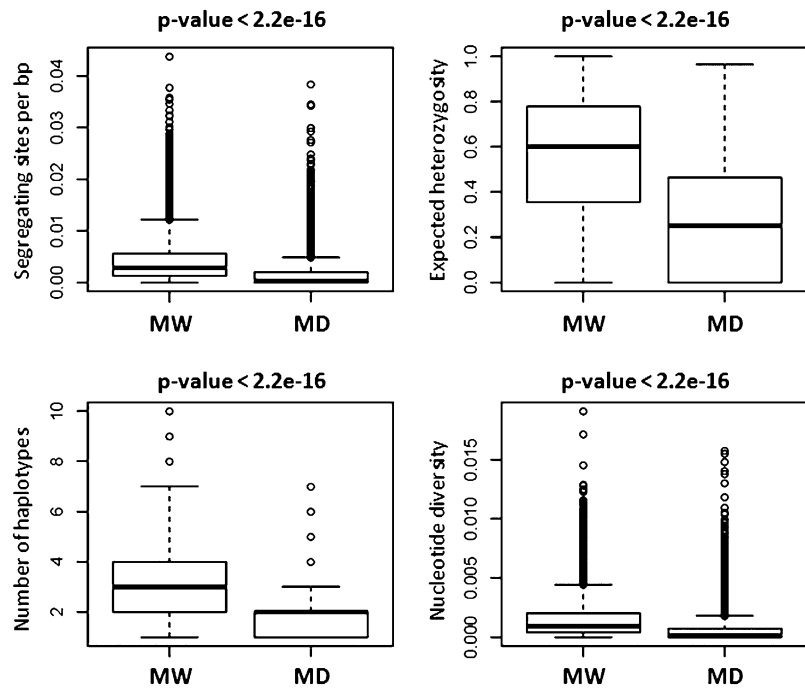 p-value < 2.2e-16
Segregating sites per bp
0.04
0.03
0.02
0.01
0.00
MW MD
p-value < 2.2e-16
Expected heterozygosity
1.0
0.8
0.6
0.4
0.2
0.0
MW MD
p-value < 2.2e-16
Number of haplotypes
10
8
6
4
2
MW MD
p-value < 2.2e-16
Nucleotide diversity
0.015
0.010
0.005
0.000
MW MD